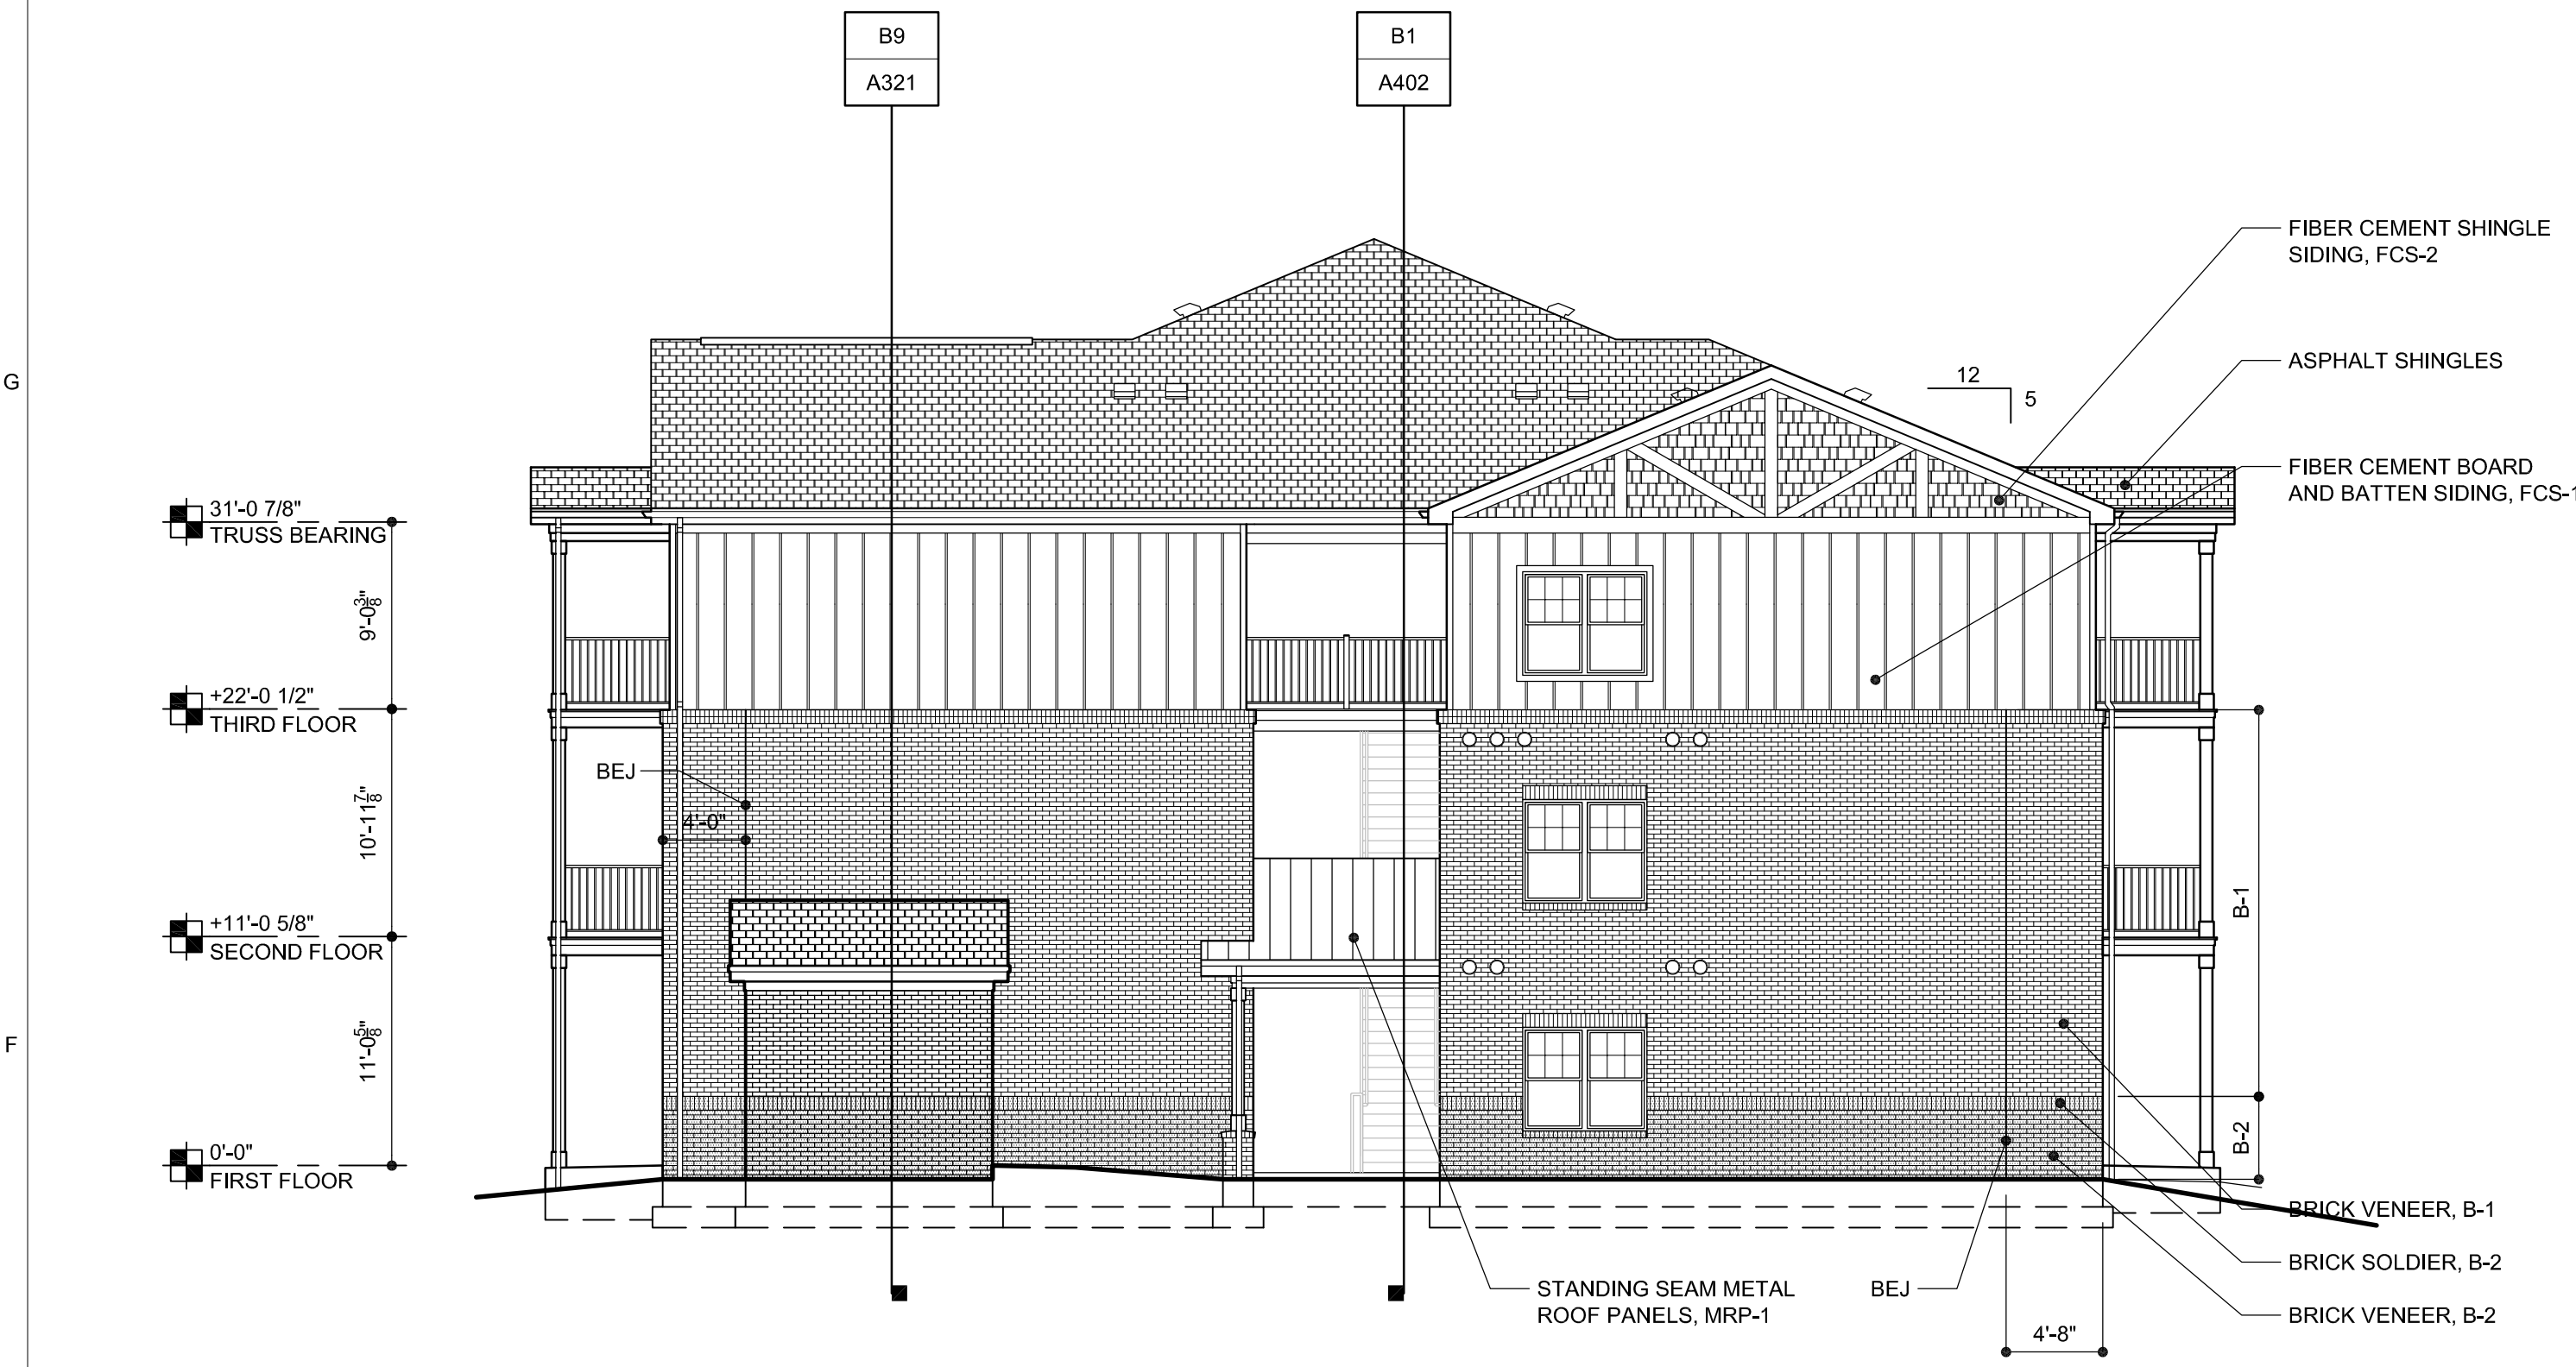 B9
A321
B1
A402
FIBER CEMENT SHINGLE
SIDING, FCS-2
ASPHALT SHINGLES
12
5
G
FIBER CEMENT BOARD
AND BATTEN SIDING, FCS-1
31'-0 7/8"
TRUSS BEARING
9'-0 3/8"
+22'-0 1/2"
THIRD FLOOR
BEJ
4'-0"
10'-11 7/8"
B-1
+11'-0 5/8"
SECOND FLOOR
F
11'-0 5/8"
B-2
0'-0"
FIRST FLOOR
BRICK VENEER, B-1
BRICK SOLDIER, B-2
STANDING SEAM METAL
ROOF PANELS, MRP-1
BEJ
BRICK VENEER, B-2
4'-8"